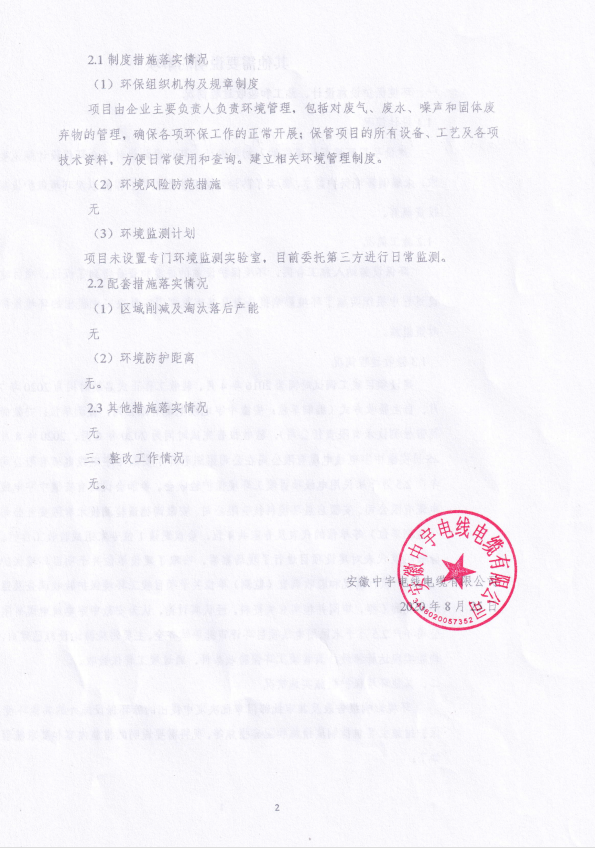 2.1 制度措施落实情况
（1）环保组织机构及规章制度
项目由企业主要负责人负责环境管理，包括对废气、废水、噪声和固体废
弃物的管理，确保各项环保工作的正常开展；保管项目的所有设备、工艺及各项
技术资料，方便日常使用和查询。建立相关环境管理制度。
（2）环境风险防范措施
无
（3）环境监测计划
项目未设置专门环境监测实验室，目前委托第三方进行日常监测。
2.2 配套措施落实情况
（1）区域削减及淘汰落后产能
无
（2）环境防护距离
无。
2.3 其他措施落实情况
无
三、整改工作情况
无。
安徽中宇电线电缆有限公司
安徽中宇电线电缆有限公
2020 年 8 月 日
2